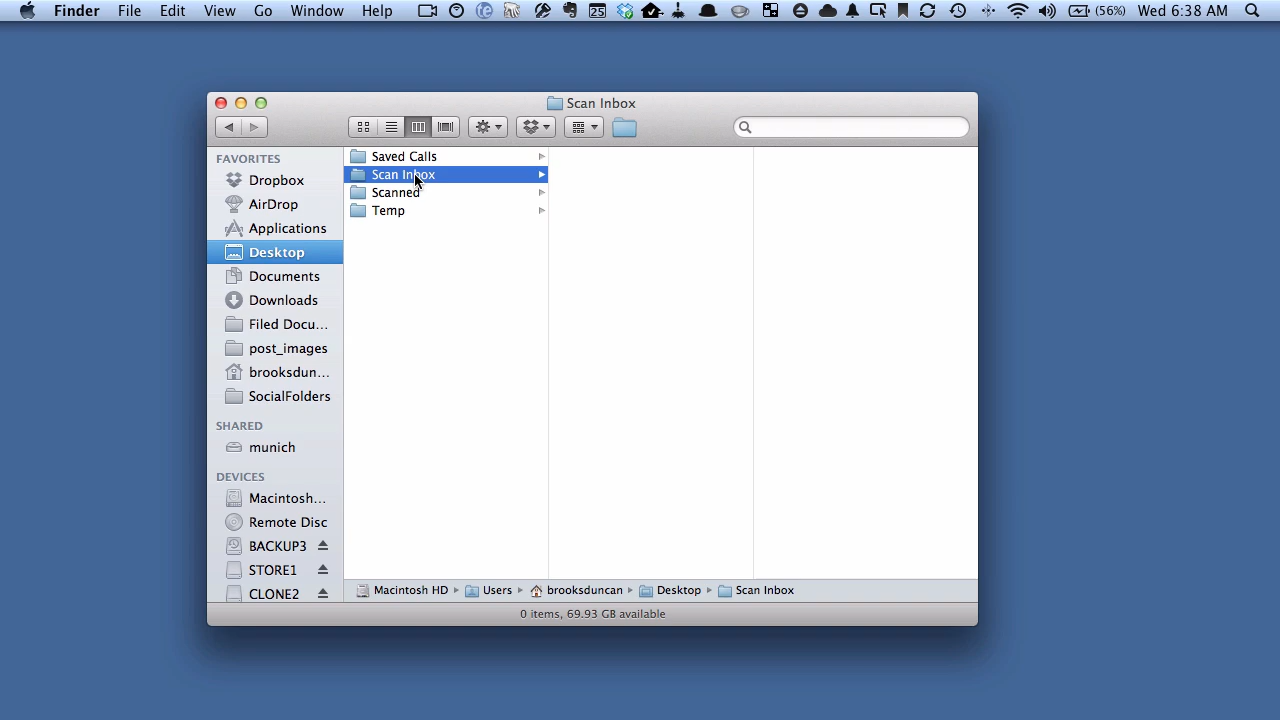 Finder File Edit View Go Window Help 25 (56%) Wed 6:38 AM
Scan Inbox
FAVORITES
Dropbox
AirDrop
Applications
Desktop
Documents
Downloads
Filed Docu...
post_images
brooksdun...
SocialFolders
SHARED
munich
DEVICES
Macintosh...
Remote Disc
BACKUP3
STORE1
CLONE2
Saved Calls
Scan Inbox
Scanned
Temp
Macintosh HD Users brooksduncan Desktop Scan Inbox
0 items, 69.93 GB available